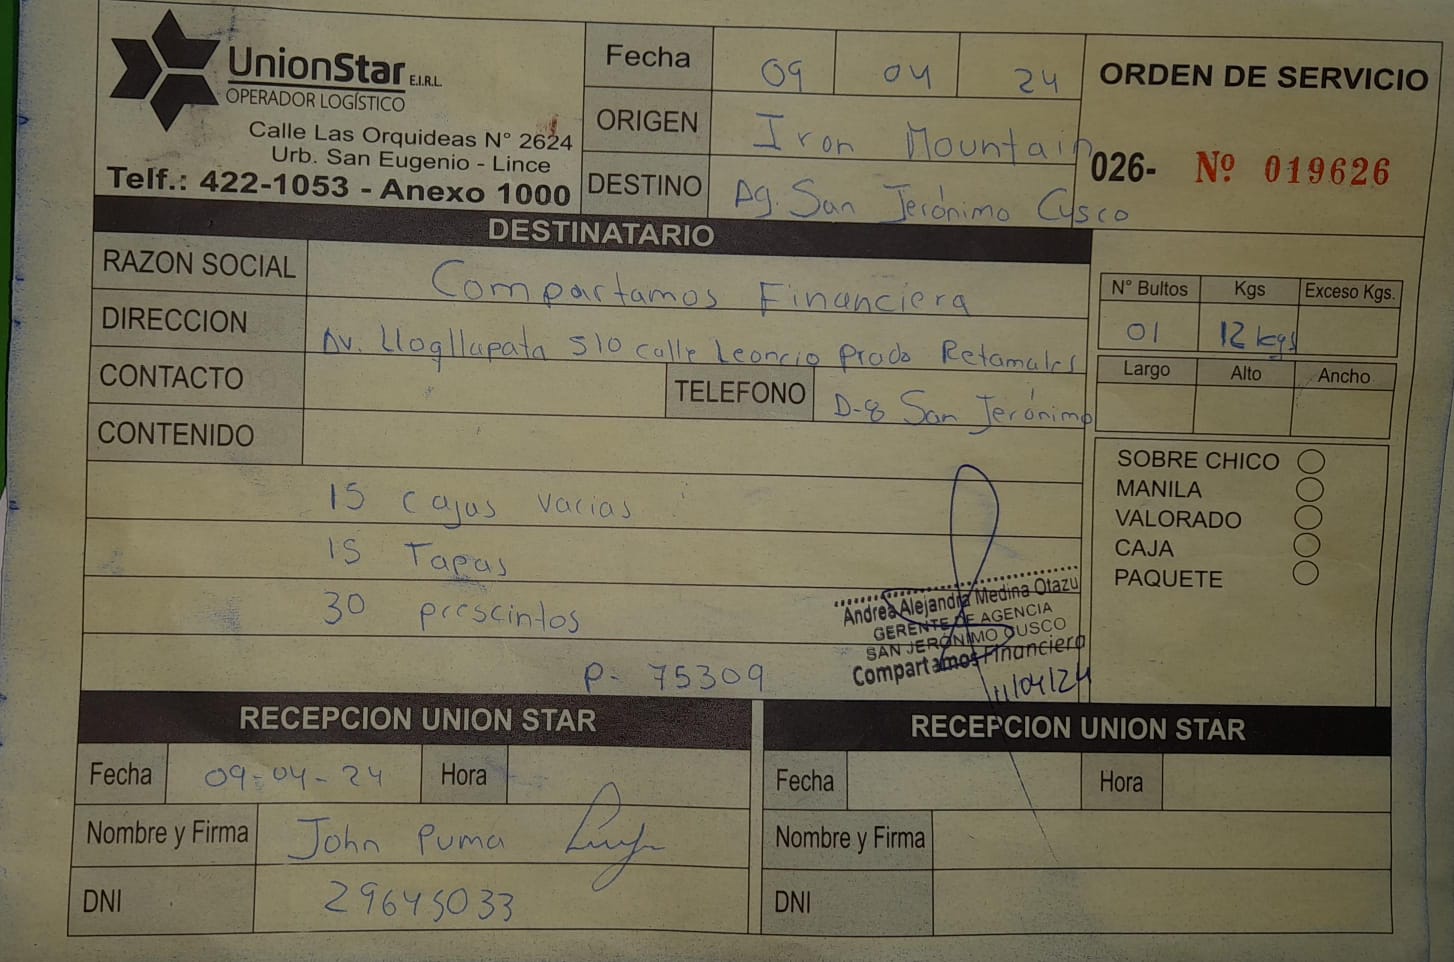 UnionStar E.I.R.L.
OPERADOR LOGÍSTICO
Calle Las Orquideas N° 2624
Urb. San Eugenio - Lince
Telf.: 422-1053 - Anexo 1000
Fecha 09 04 24
ORIGEN Iron Mountain
DESTINO Ag. San Jerónimo Cusco
ORDEN DE SERVICIO
026- Nº 019626
DESTINATARIO
RAZON SOCIAL Compartamos Financiera
DIRECCION Av. Llogllapata S10 calle Leoncio Prado Retamales
CONTACTO TELEFONO D-8 San Jerónimo
CONTENIDO
15 Cajas varias
15 Tapas
30 prescintos
P- 75309
N° Bultos Kgs Exceso Kgs.
01 12 kgs
Largo Alto Ancho
SOBRE CHICO
MANILA
VALORADO
CAJA
PAQUETE
Andrea Alejandra Medina Otazu
GERENTE DE AGENCIA
SAN JERÓNIMO CUSCO
Compartamos Financiera
11/04/24
RECEPCION UNION STAR
Fecha 09-04-24 Hora
Nombre y Firma John Puma
DNI 29645033
RECEPCION UNION STAR
Fecha Hora
Nombre y Firma
DNI